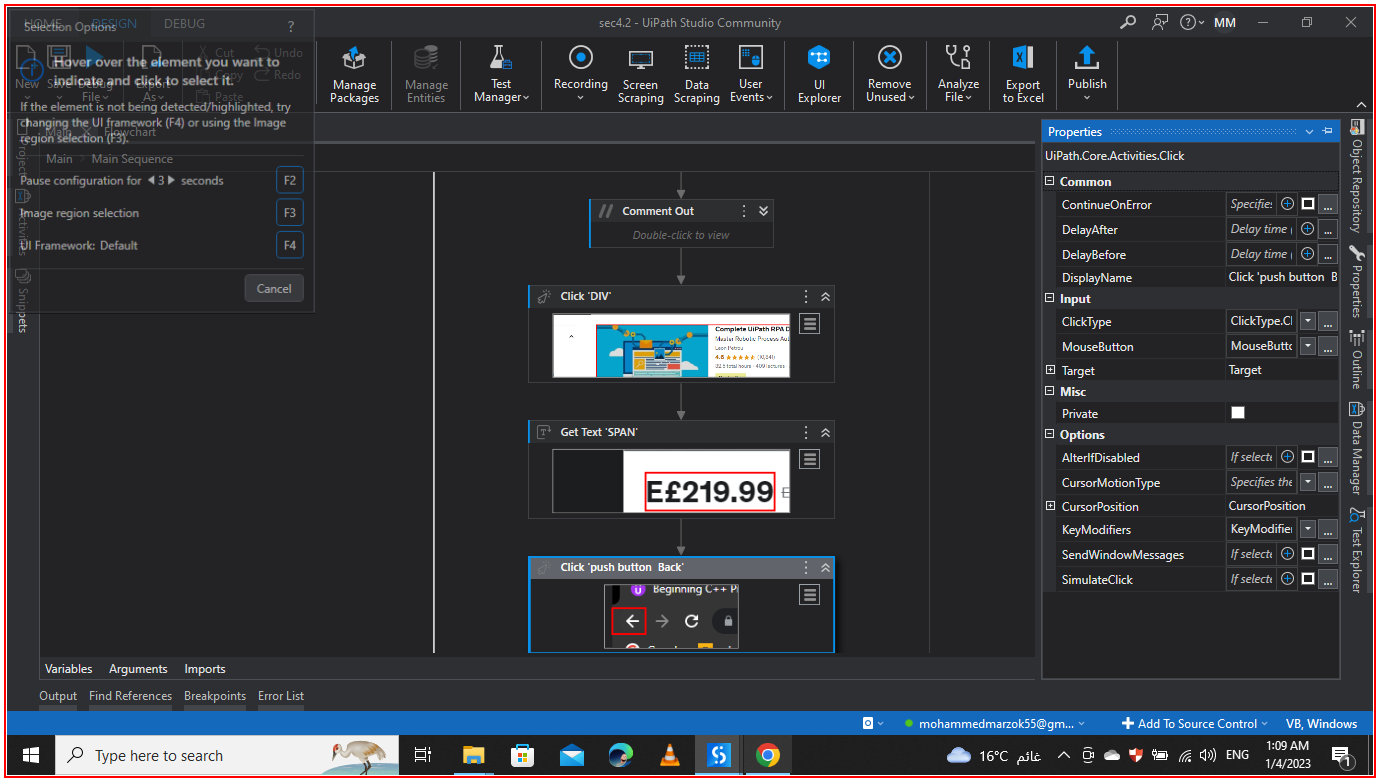 HOME DESIGN DEBUG
sec4.2 - UiPath Studio Community
MM
Selection Options ?
Hover over the element you want to
indicate and click to select it.
If the element is not being detected/highlighted, try
changing the UI framework (F4) or using the Image
region selection (F3).
Pause configuration for 3 seconds F2
Image region selection F3
UI Framework: Default F4
Cancel
New
Save
Debug
File
Export
As
Cut
Copy
Paste
Undo
Redo
Manage
Packages
Manage
Entities
Test
Manager
Recording
Screen
Scraping
Data
Scraping
User
Events
UI
Explorer
Remove
Unused
Analyze
File
Export
to Excel
Publish
Main
Flowchart
Main Main Sequence
Project
Activities
Snippets
Comment Out
Double-click to view
Click 'DIV'
Complete UiPath RPA D
Master Robotic Process Aut
Leon Petrou
4.6
32.5 total hours · 409 lectures
Get Text 'SPAN'
E£219.99
Click 'push button Back'
Beginning C++ P
Variables Arguments Imports
Output Find References Breakpoints Error List
Properties
UiPath.Core.Activities.Click
Common
ContinueOnError Specifies ...
DelayAfter Delay time ( ...
DelayBefore Delay time ( ...
DisplayName Click 'push button B
Input
ClickType ClickType.Cl ...
MouseButton MouseButto ...
Target Target
Misc
Private
Options
AlterIfDisabled If selecte ...
CursorMotionType Specifies the ...
CursorPosition CursorPosition
KeyModifiers KeyModifier ...
SendWindowMessages If selecte ...
SimulateClick If selecte ...
Object Repository
Properties
Outline
Data Manager
Test Explorer
mohammedmarzok55@gm...
Add To Source Control
VB, Windows
Type here to search
16°C غائم
ENG
1:09 AM
1/4/2023
1